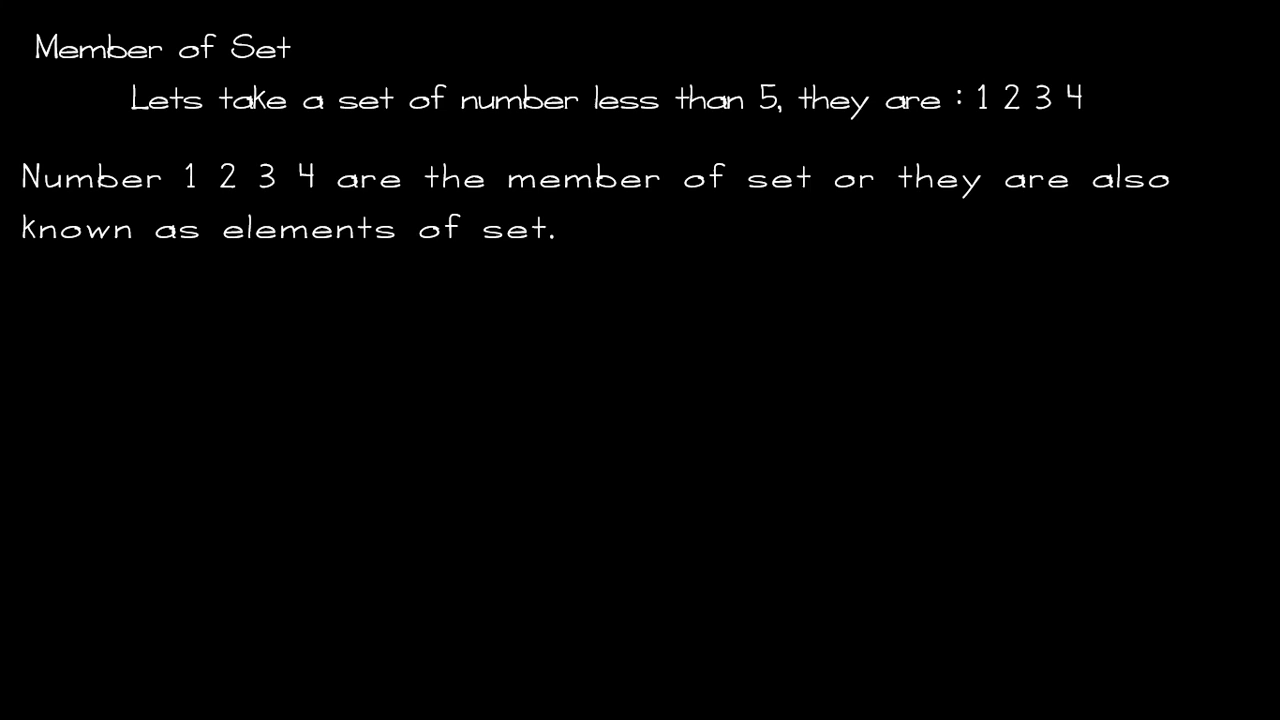 Member of Set
Lets take a set of number less than 5, they are : 1 2 3 4
Number 1 2 3 4 are the member of set or they are also
known as elements of set.